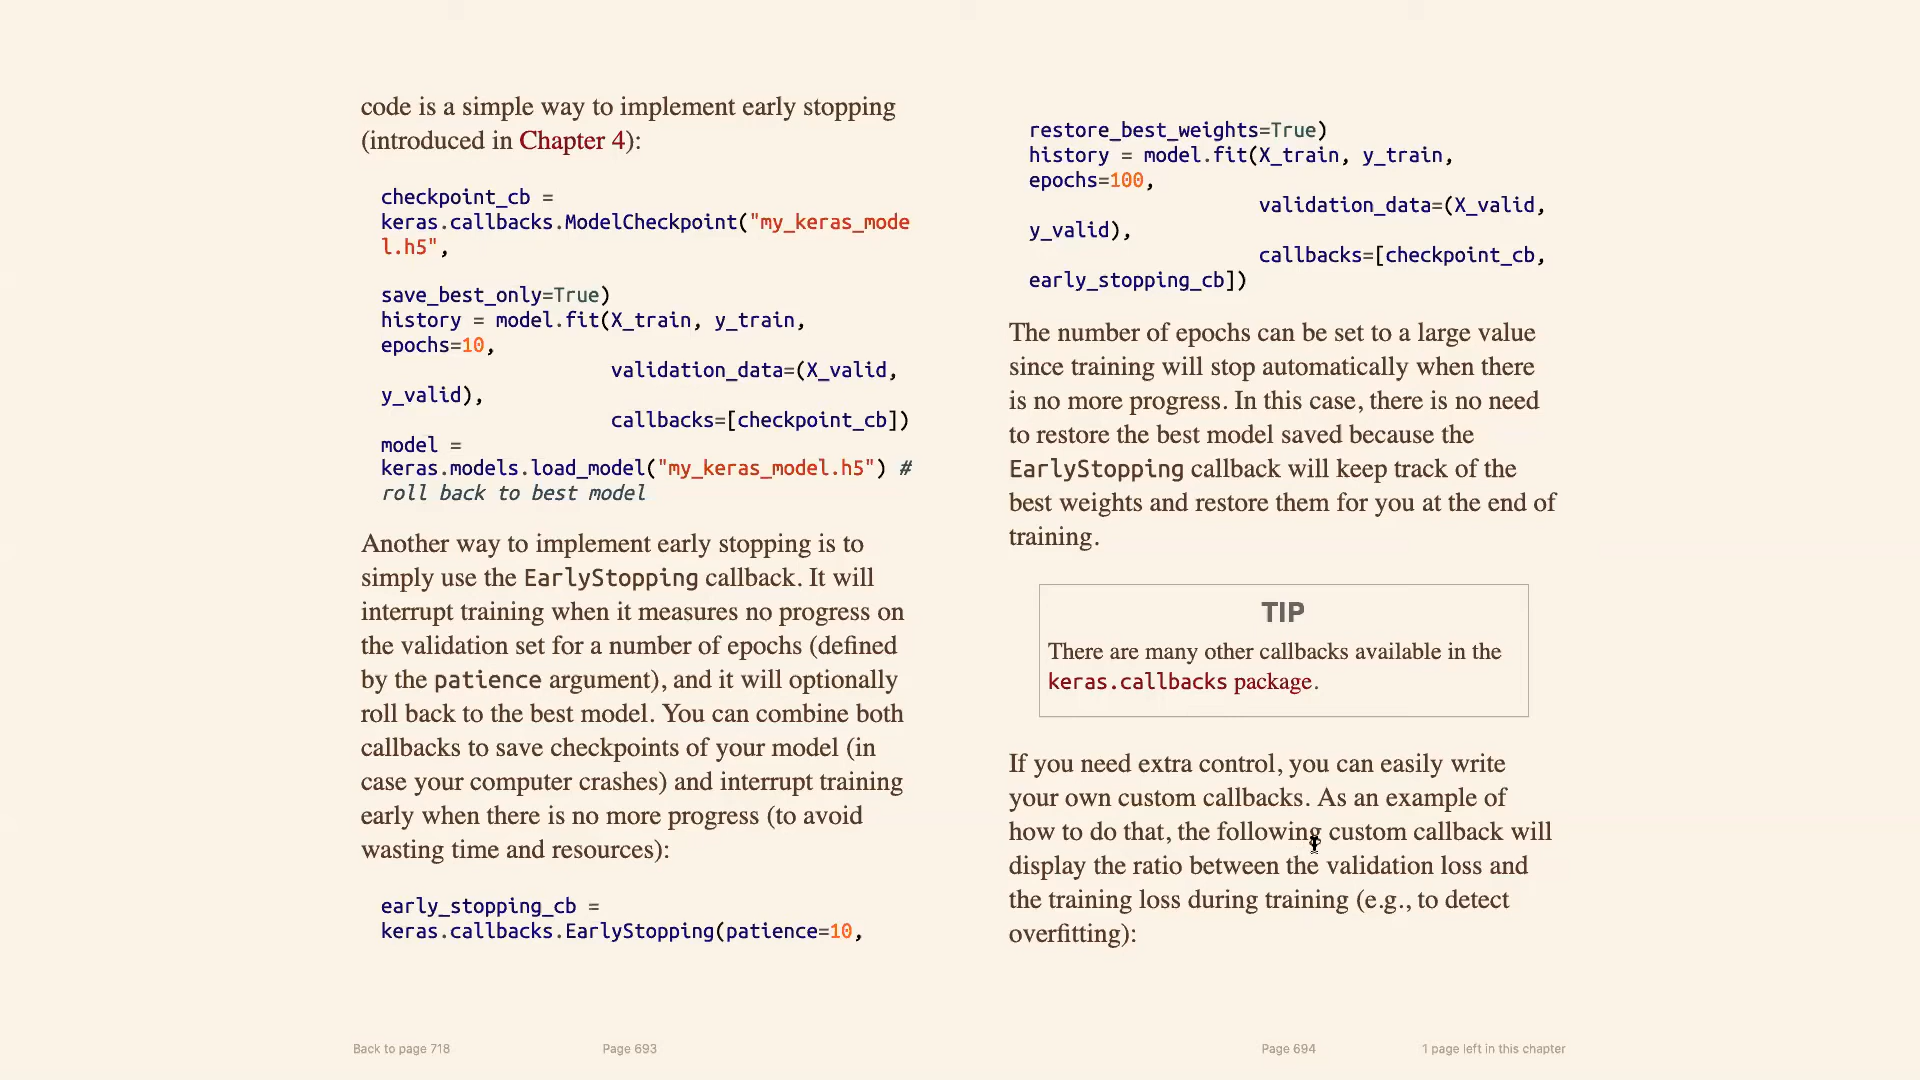 code is a simple way to implement early stopping
(introduced in Chapter 4):
checkpoint_cb =
keras.callbacks.ModelCheckpoint("my_keras_mode
l.h5",
save_best_only=True)
history = model.fit(X_train, y_train,
epochs=10,
validation_data=(X_valid,
y_valid),
callbacks=[checkpoint_cb])
model =
keras.models.load_model("my_keras_model.h5") #
roll back to best model
Another way to implement early stopping is to
simply use the EarlyStopping callback. It will
interrupt training when it measures no progress on
the validation set for a number of epochs (defined
by the patience argument), and it will optionally
roll back to the best model. You can combine both
callbacks to save checkpoints of your model (in
case your computer crashes) and interrupt training
early when there is no more progress (to avoid
wasting time and resources):
early_stopping_cb =
keras.callbacks.EarlyStopping(patience=10,
restore_best_weights=True)
history = model.fit(X_train, y_train,
epochs=100,
validation_data=(X_valid,
y_valid),
callbacks=[checkpoint_cb,
early_stopping_cb])
The number of epochs can be set to a large value
since training will stop automatically when there
is no more progress. In this case, there is no need
to restore the best model saved because the
EarlyStopping callback will keep track of the
best weights and restore them for you at the end of
training.
TIP
There are many other callbacks available in the
keras.callbacks package.
If you need extra control, you can easily write
your own custom callbacks. As an example of
how to do that, the following custom callback will
display the ratio between the validation loss and
the training loss during training (e.g., to detect
overfitting):
Back to page 718
Page 693
Page 694
1 page left in this chapter